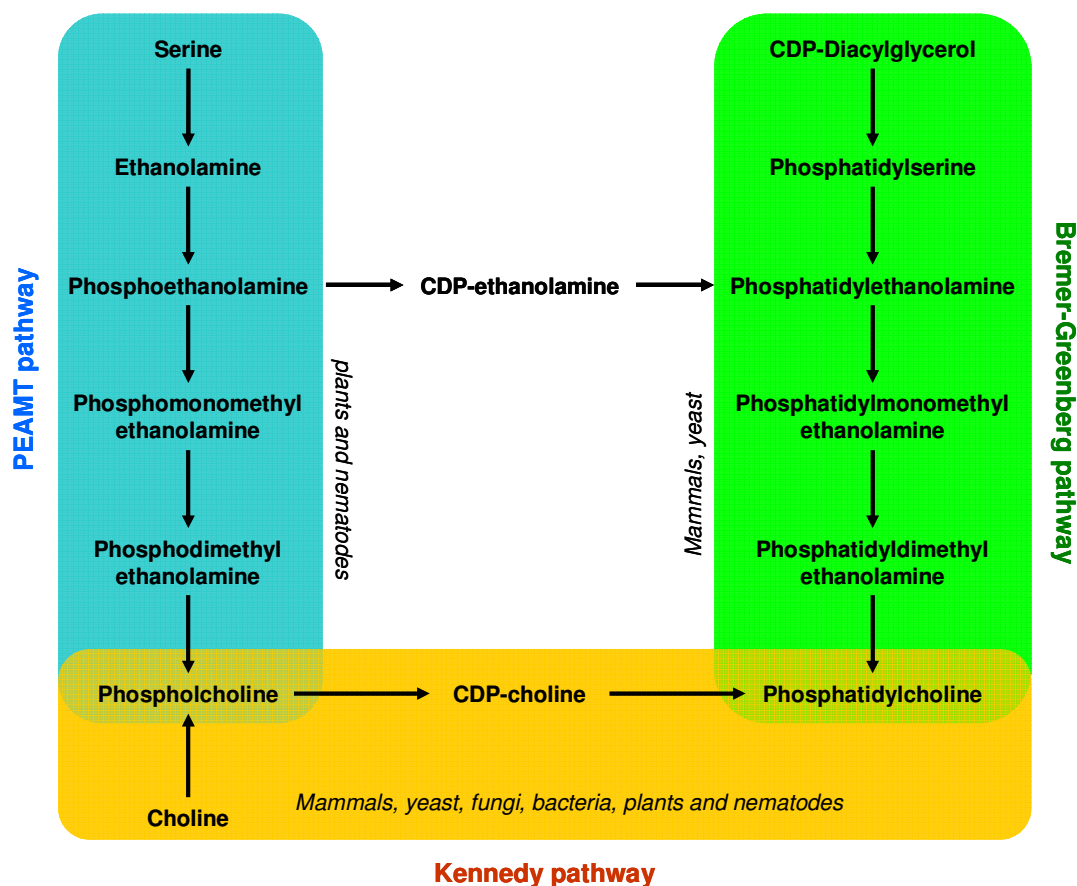 Serine
CDP-Diacylglycerol
Ethanolamine
Phosphatidylserine
Phosphoethanolamine
CDP-ethanolamine
Phosphatidylethanolamine
PEAMT pathway
plants and nematodes
Mammals, yeast
Bremer-Greenberg pathway
Phosphomonomethyl
ethanolamine
Phosphatidylmonomethyl
ethanolamine
Phosphodimethyl
ethanolamine
Phosphatidyldimethyl
ethanolamine
Phospholcholine
CDP-choline
Phosphatidylcholine
Mammals, yeast, fungi, bacteria, plants and nematodes
Choline
Kennedy pathway